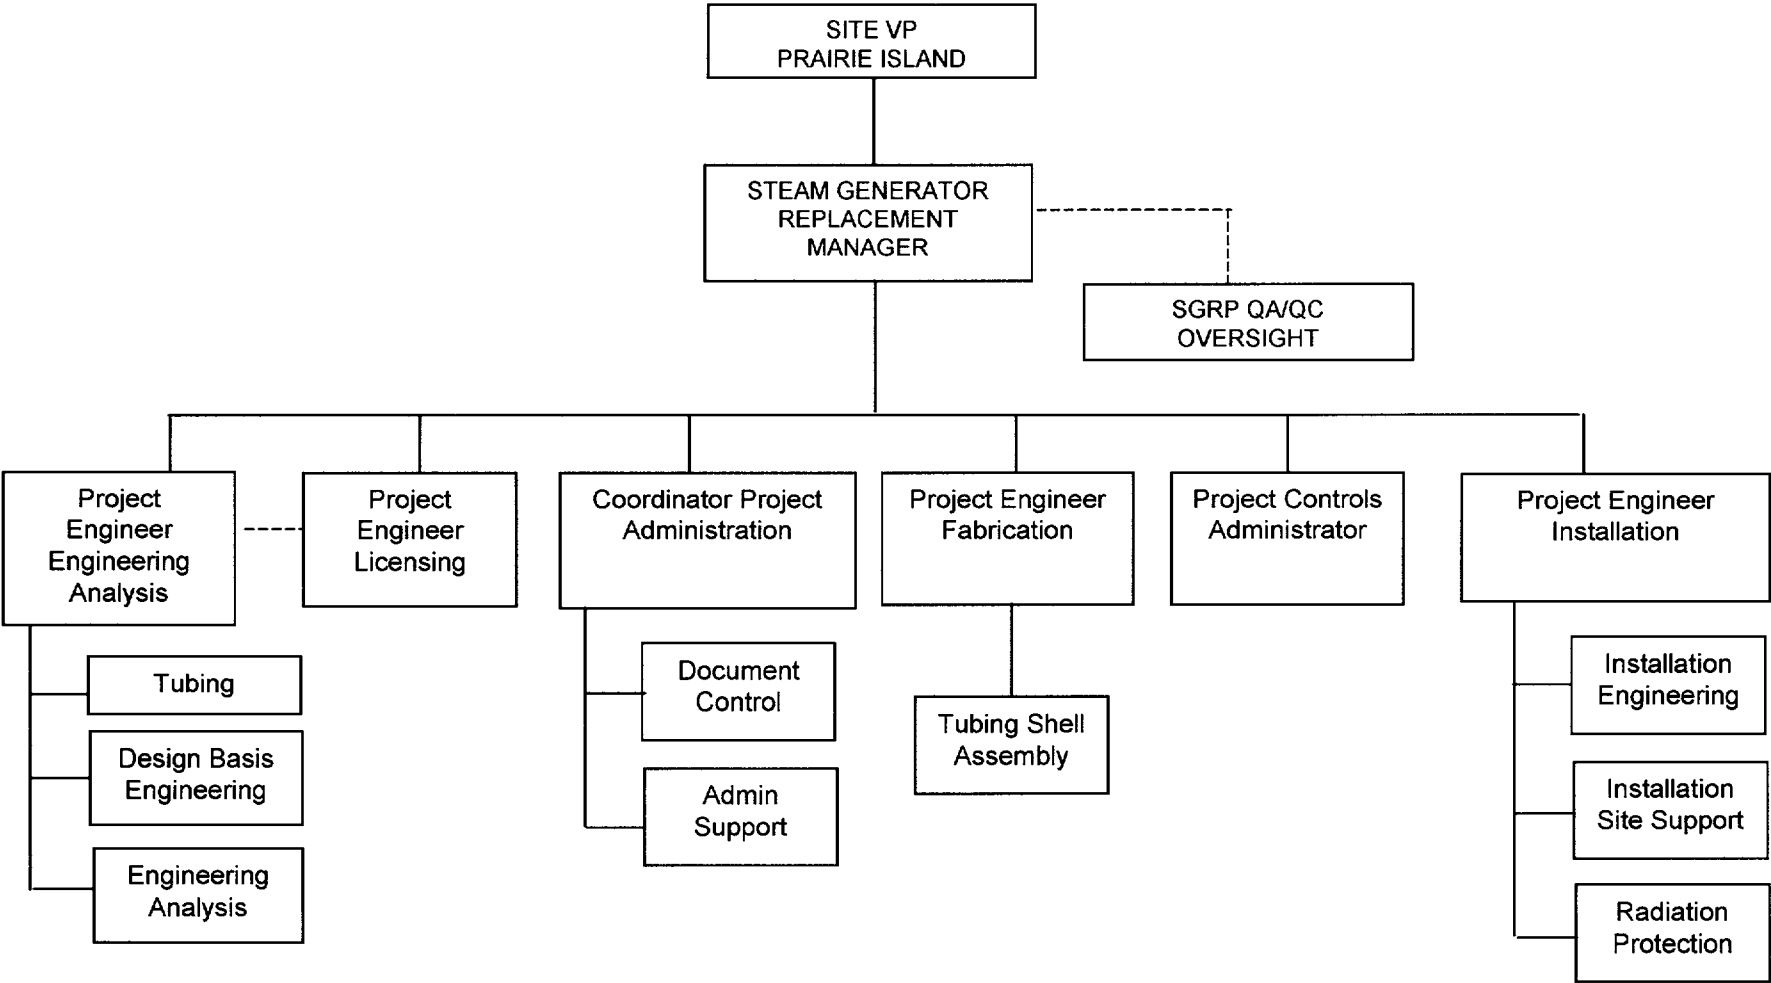 SITE VP
PRAIRIE ISLAND
STEAM GENERATOR
REPLACEMENT
MANAGER
SGRP QA/QC
OVERSIGHT
Project
Engineer
Engineering
Analysis
Project
Engineer
Licensing
Coordinator Project
Administration
Project Engineer
Fabrication
Project Controls
Administrator
Project Engineer
Installation
Tubing
Design Basis
Engineering
Engineering
Analysis
Document
Control
Admin
Support
Tubing Shell
Assembly
Installation
Engineering
Installation
Site Support
Radiation
Protection